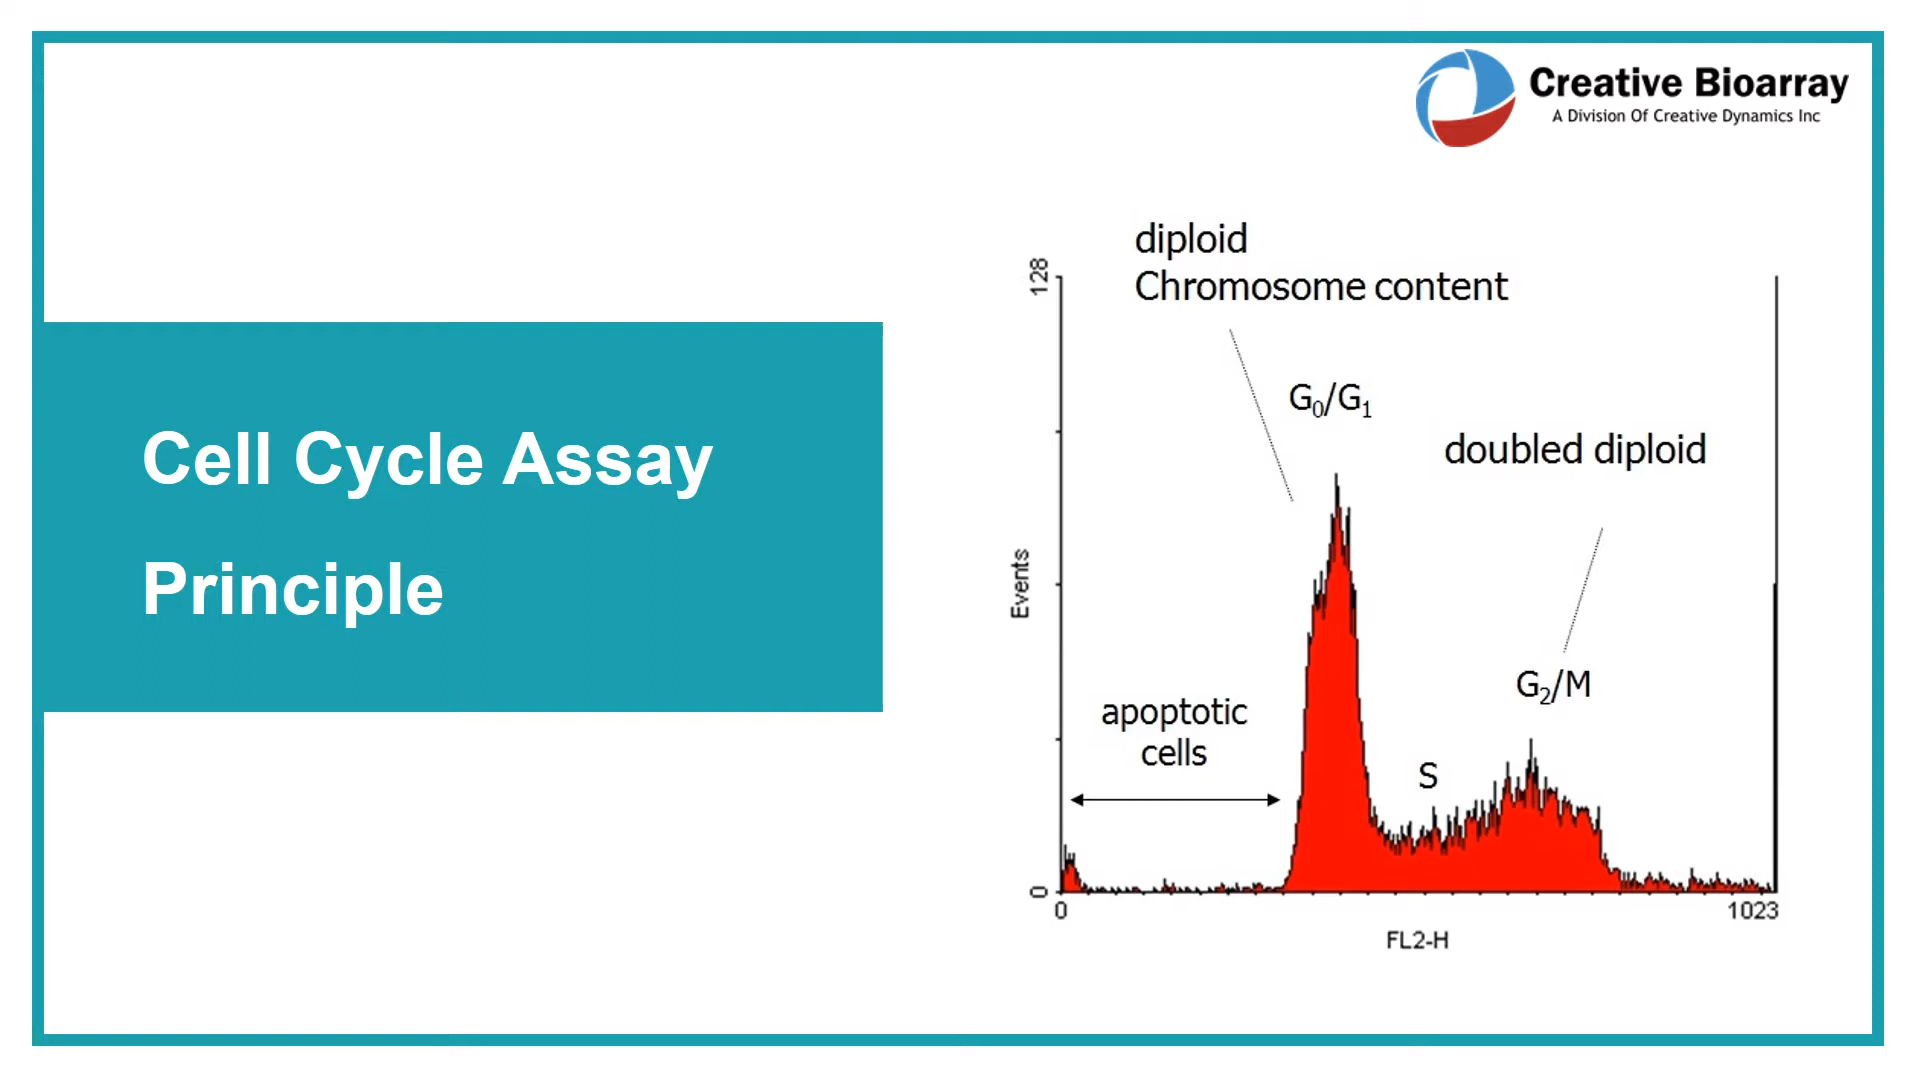 Creative Bioarray
A Division Of Creative Dynamics Inc
Cell Cycle Assay
Principle
diploid
Chromosome content
G₀/G₁
doubled diploid
G₂/M
apoptotic
cells
S
128
Events
0
0
1023
FL2-H